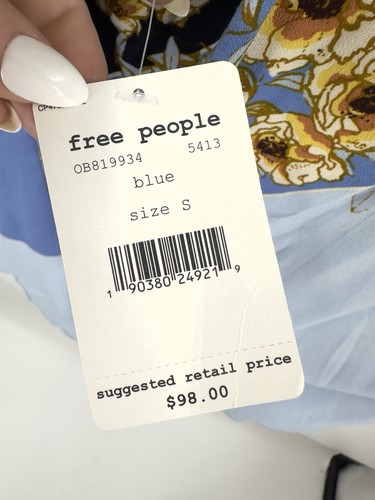 free people
OB819934 5413
blue
size S
1 90380 24921 9
suggested retail price
$98.00